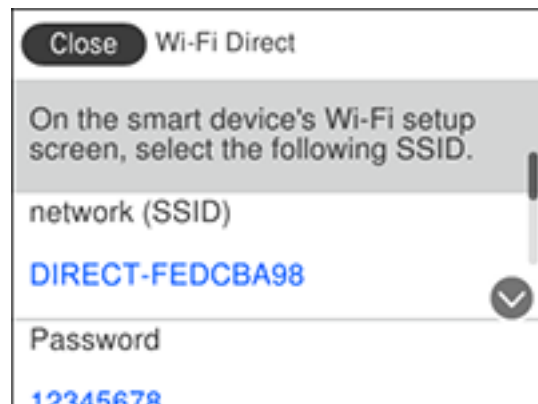 Close Wi-Fi Direct
On the smart device's Wi-Fi setup
screen, select the following SSID.
network (SSID)
DIRECT-FEDCBA98
Password
12345678